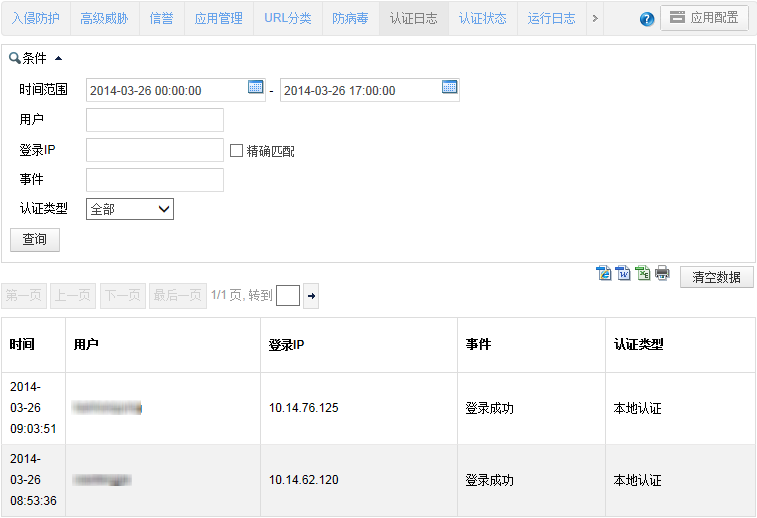 入侵防护 高级威胁 信誉 应用管理 URL分类 防病毒 认证日志 认证状态 运行日志 > ? 应用配置
条件
时间范围 2014-03-26 00:00:00 - 2014-03-26 17:00:00
用户
登录IP 精确匹配
事件
认证类型 全部
查询
清空数据
第一页 上一页 下一页 最后一页 1/1 页, 转到
时间 用户 登录IP 事件 认证类型
2014-
03-26
09:03:51 10.14.76.125 登录成功 本地认证
2014-
03-26
08:53:36 10.14.62.120 登录成功 本地认证